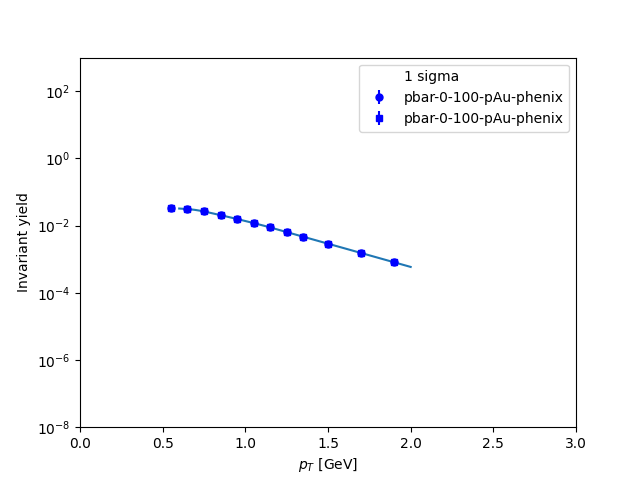 1 sigma
pbar-0-100-pAu-phenix
pbar-0-100-pAu-phenix
Invariant yield
10²
10⁰
10⁻²
10⁻⁴
10⁻⁶
10⁻⁸
0.0 0.5 1.0 1.5 2.0 2.5 3.0
p_T [GeV]